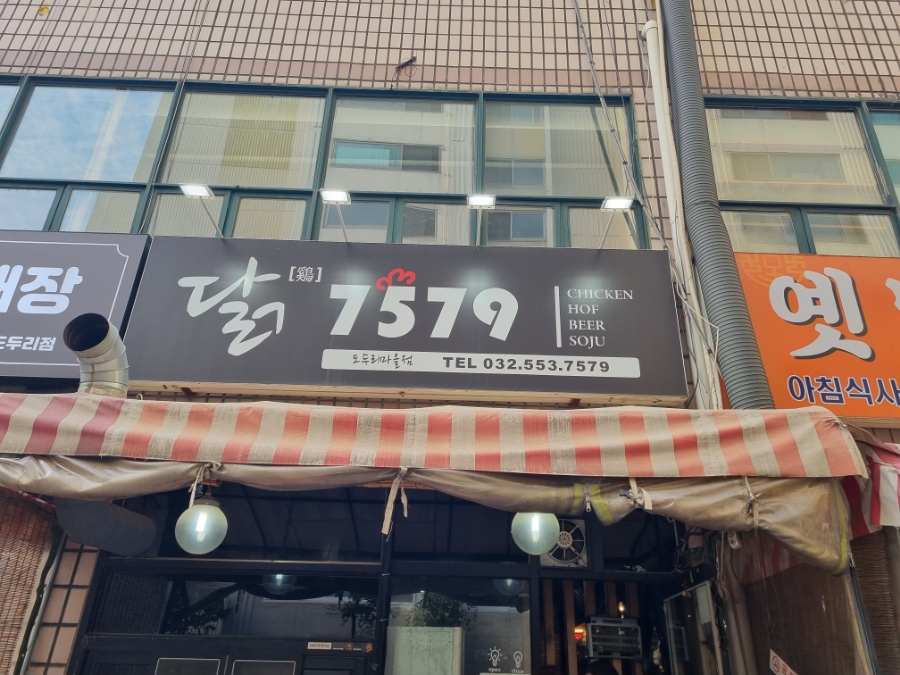 장
도두리점
닭 [鷄] 7579
CHICKEN
HOF
BEER
SOJU
도두리마을점 TEL 032.553.7579
옛
아침식사